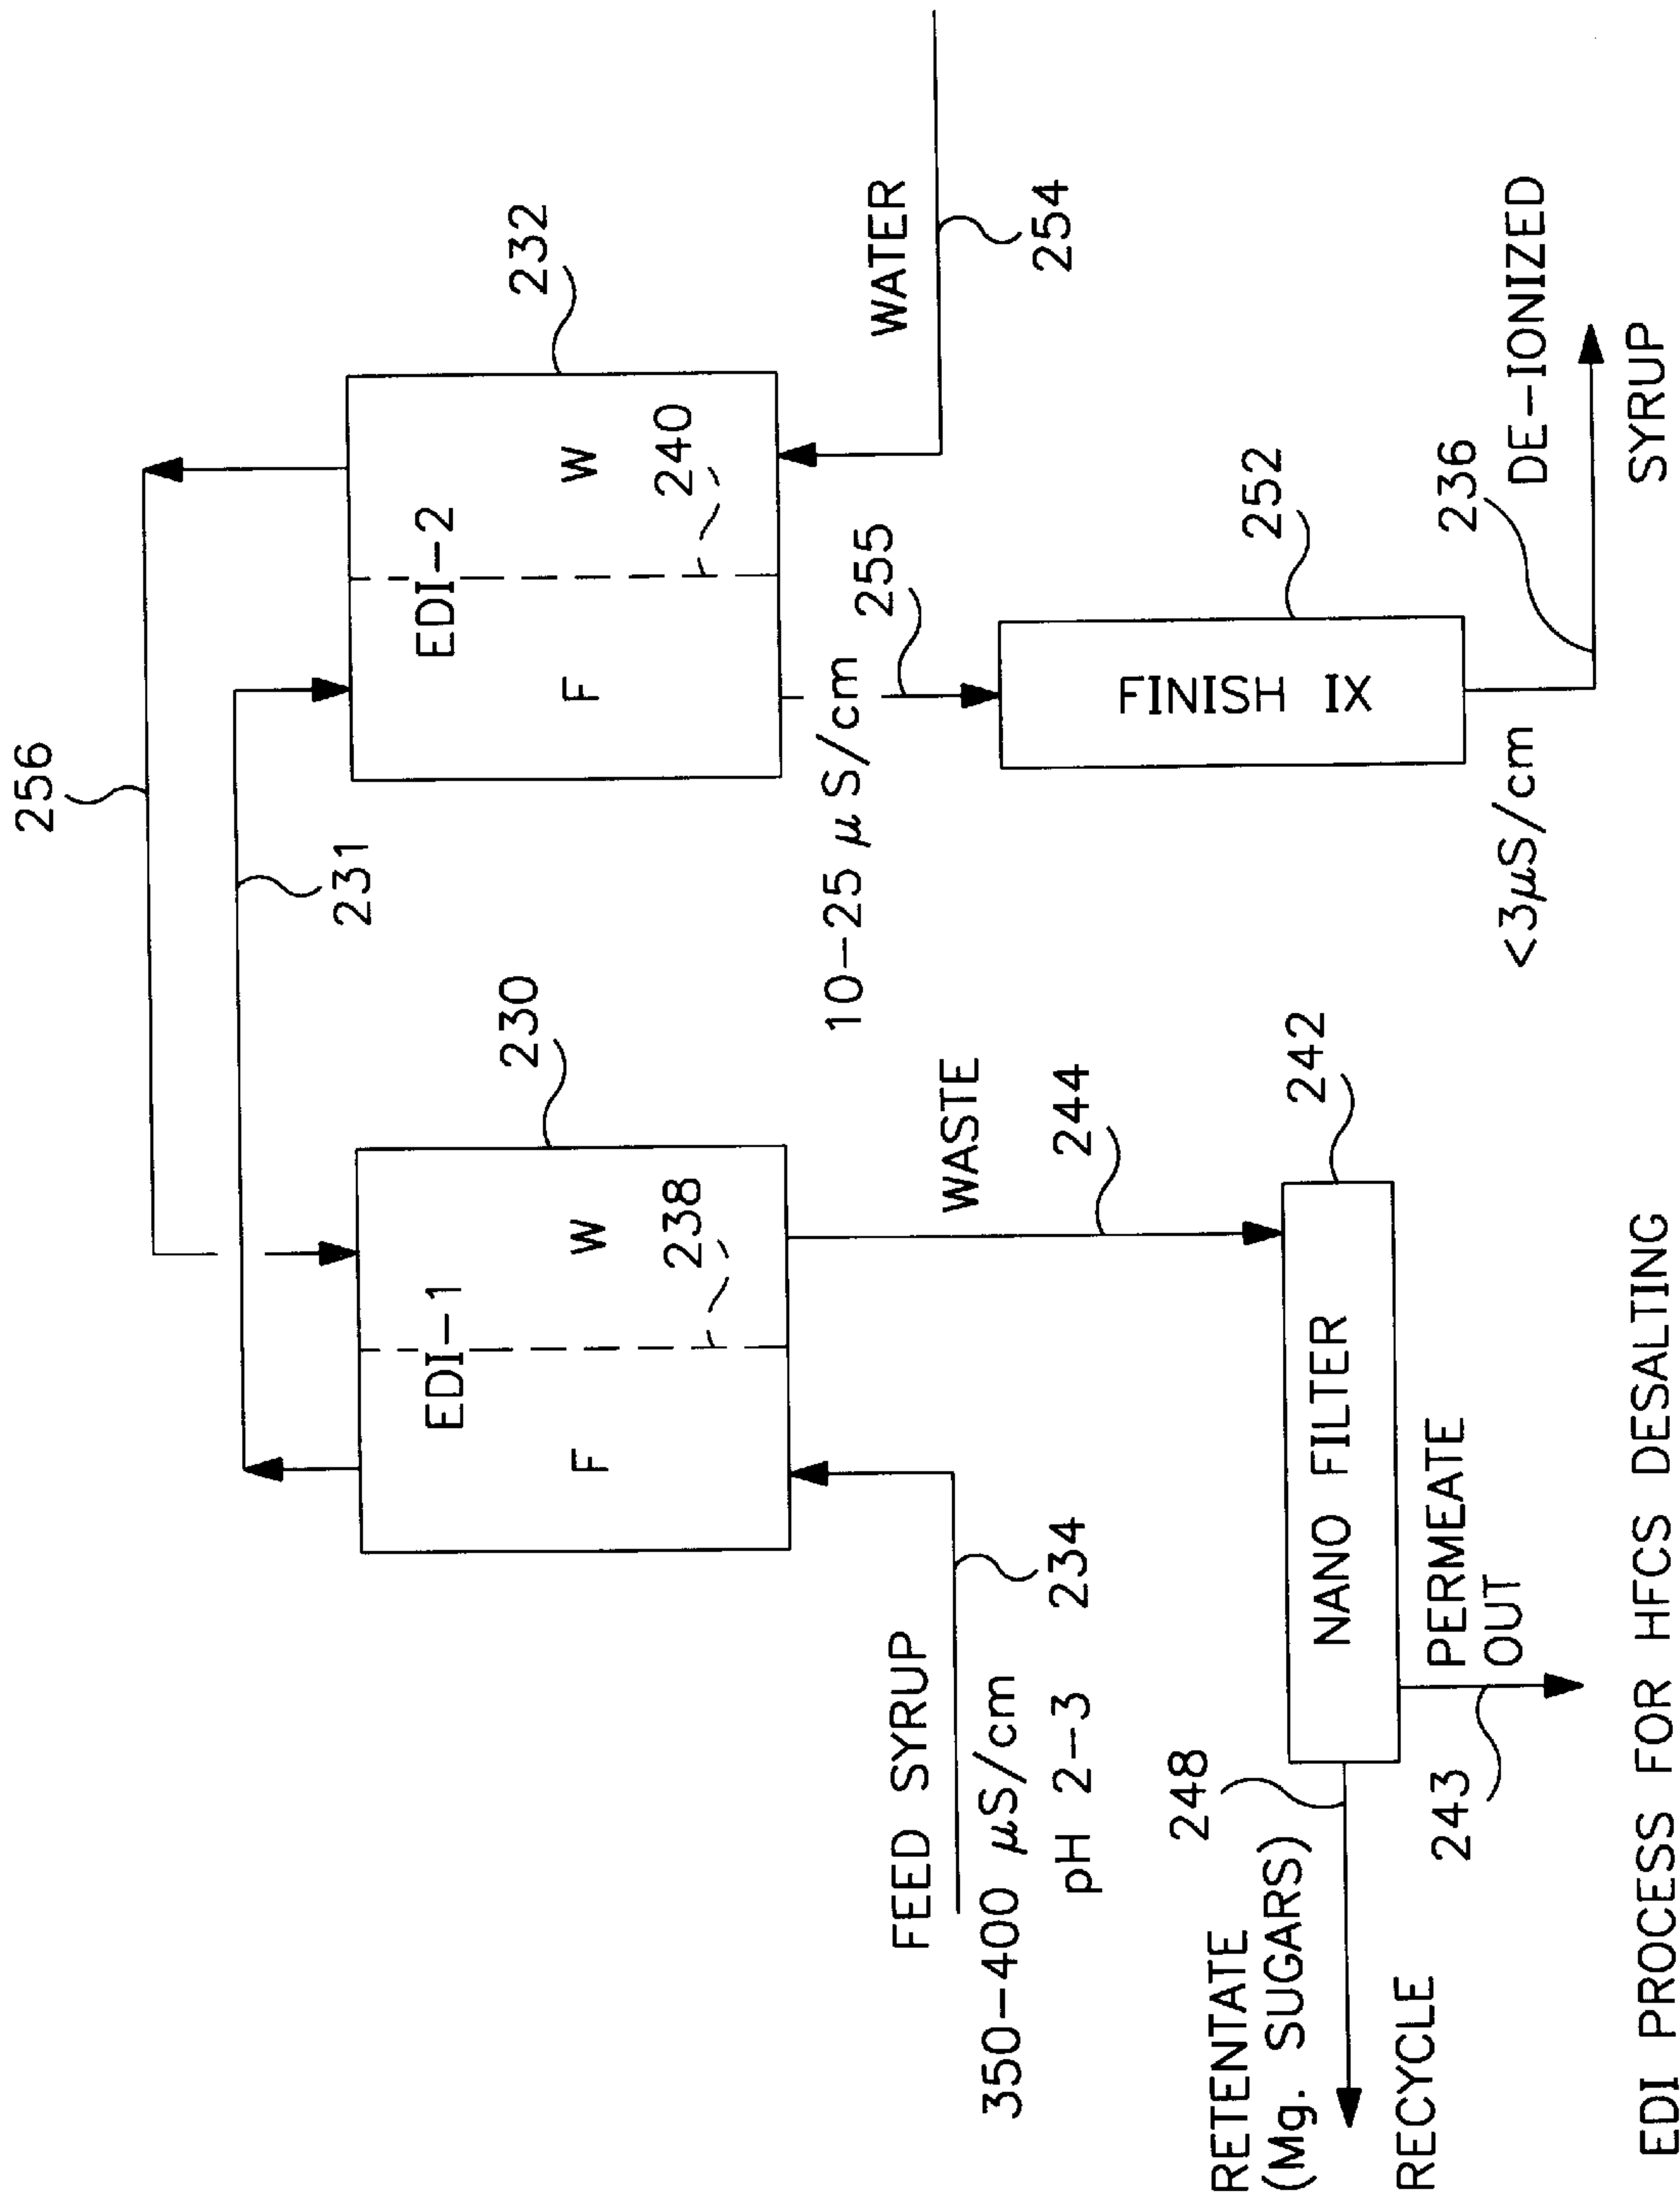 256
231
230
EDI-1
F
W
238
232
EDI-2
F
W
240
FEED SYRUP
350-400 µS/cm
pH 2-3
234
WASTE
244
10-25 µS/cm
255
WATER
254
NANO FILTER
242
RETENTATE
(Mg. SUGARS)
248
RECYCLE
243
PERMEATE
OUT
FINISH IX
252
<3µS/cm
236
DE-IONIZED
SYRUP
EDI PROCESS FOR HFCS DESALTING